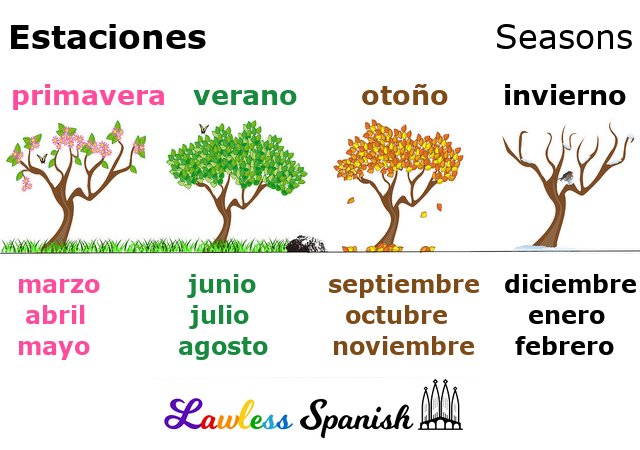 Estaciones Seasons
primavera verano otoño invierno
marzo junio septiembre diciembre
abril julio octubre enero
mayo agosto noviembre febrero
Lawless Spanish